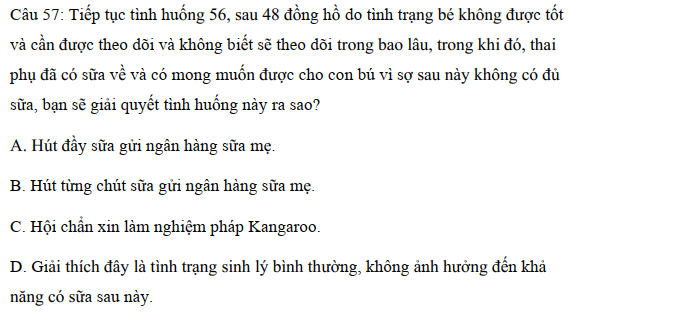 Câu 57: Tiếp tục tình huống 56, sau 48 đồng hồ do tình trạng bé không được tốt
và cần được theo dõi và không biết sẽ theo dõi trong bao lâu, trong khi đó, thai
phụ đã có sữa về và có mong muốn được cho con bú vì sợ sau này không có đủ
sữa, bạn sẽ giải quyết tình huống này ra sao?
A. Hút đầy sữa gửi ngân hàng sữa mẹ.
B. Hút từng chút sữa gửi ngân hàng sữa mẹ.
C. Hội chẩn xin làm nghiệm pháp Kangaroo.
D. Giải thích đây là tình trạng sinh lý bình thường, không ảnh hưởng đến khả
năng có sữa sau này.